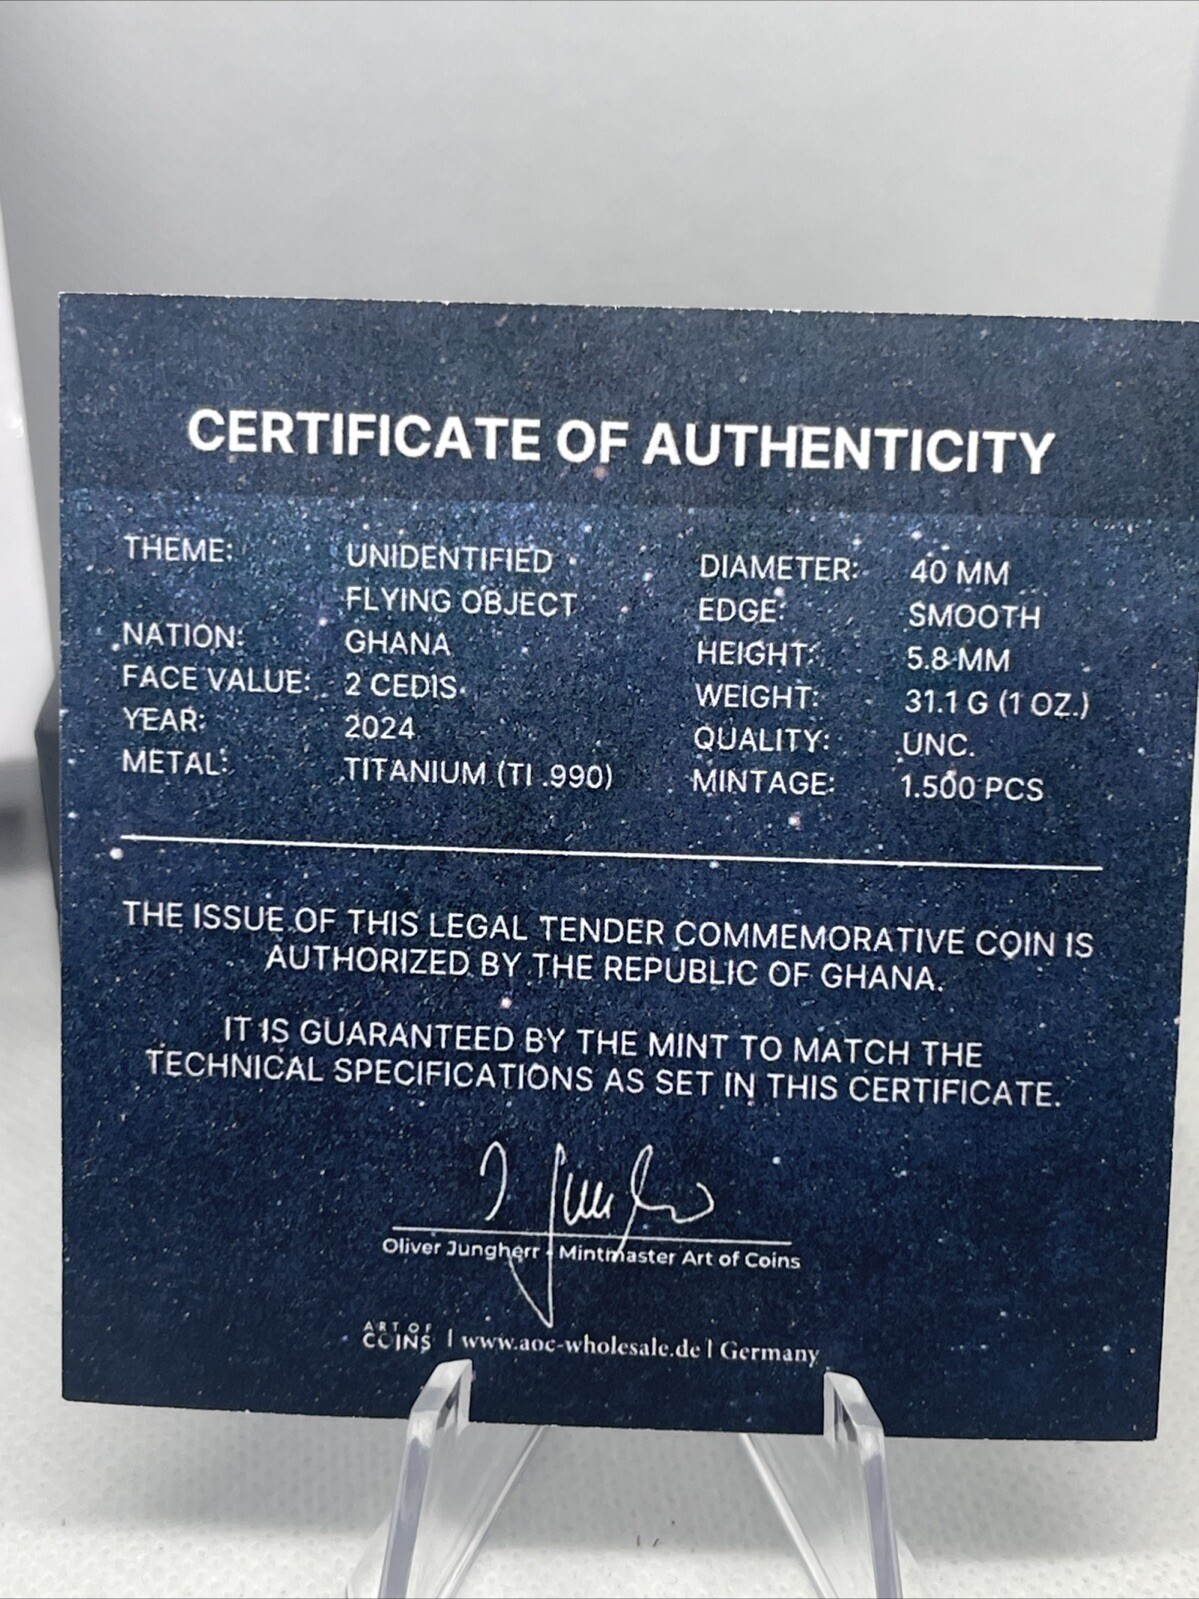 CERTIFICATE OF AUTHENTICITY
THEME: UNIDENTIFIED
FLYING OBJECT
NATION: GHANA
FACE VALUE: 2 CEDIS
YEAR: 2024
METAL: TITANIUM (TI .990)
DIAMETER: 40 MM
EDGE: SMOOTH
HEIGHT: 5.8 MM
WEIGHT: 31.1 G (1 OZ.)
QUALITY: UNC.
MINTAGE: 1.500 PCS
THE ISSUE OF THIS LEGAL TENDER COMMEMORATIVE COIN IS
AUTHORIZED BY THE REPUBLIC OF GHANA.
IT IS GUARANTEED BY THE MINT TO MATCH THE
TECHNICAL SPECIFICATIONS AS SET IN THIS CERTIFICATE.
Oliver Jungherr - Mintmaster Art of Coins
ART OF
COINS | www.aoc-wholesale.de | Germany